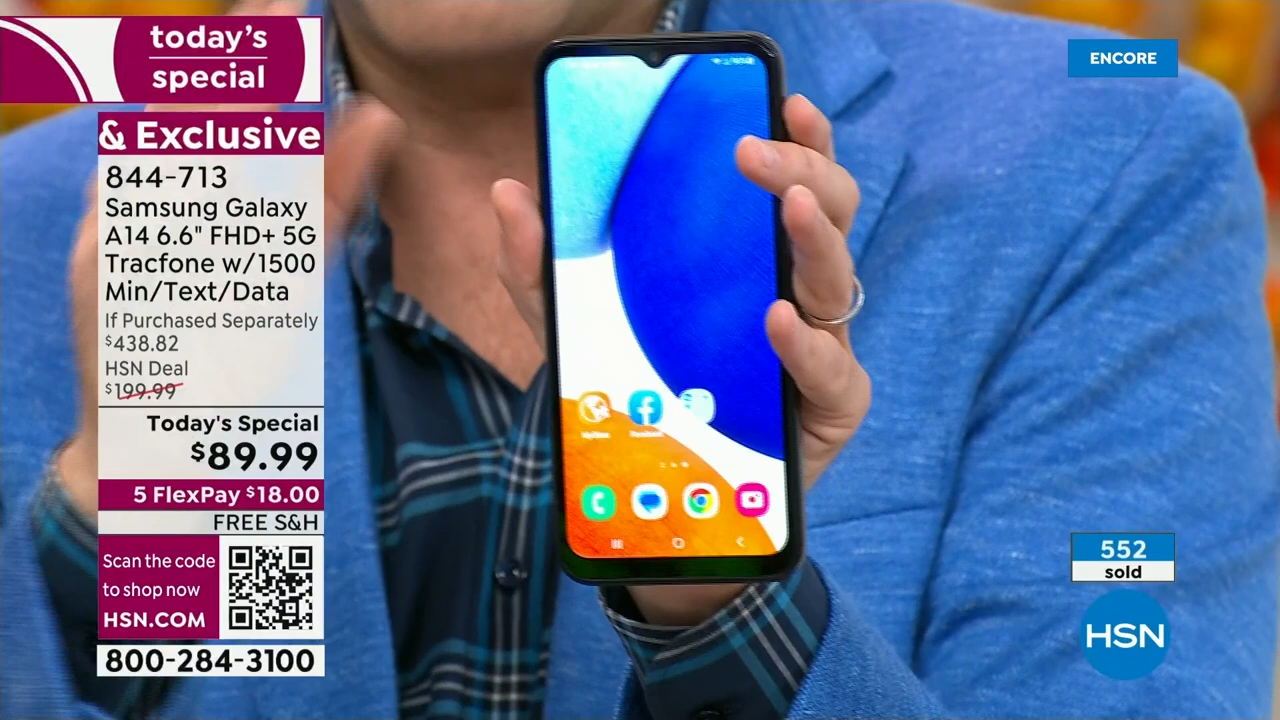 today's
special
& Exclusive
844-713
Samsung Galaxy
A14 6.6" FHD+ 5G
Tracfone w/1500
Min/Text/Data
If Purchased Separately
$438.82
HSN Deal
$199.99
Today's Special
$89.99
5 FlexPay $18.00
FREE S&H
Scan the code
to shop now
HSN.COM
800-284-3100
ENCORE
552
sold
HSN